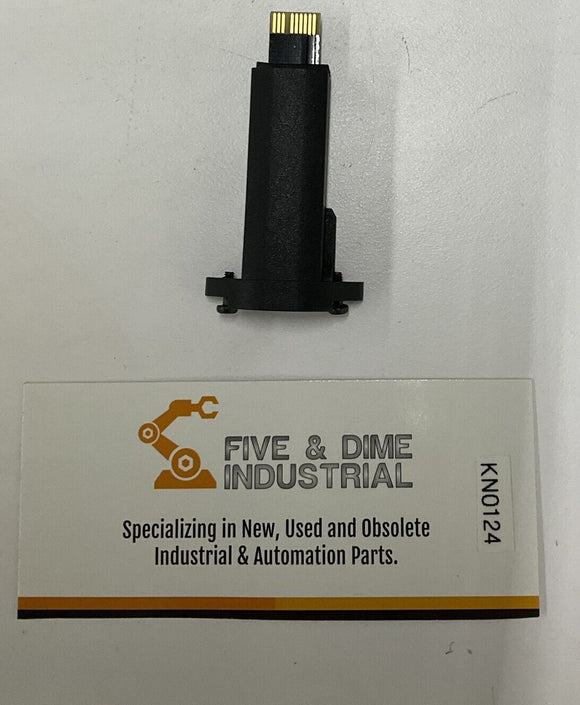 FIVE & DIME
INDUSTRIAL
Specializing in New, Used and Obsolete
Industrial & Automation Parts.
KN0124